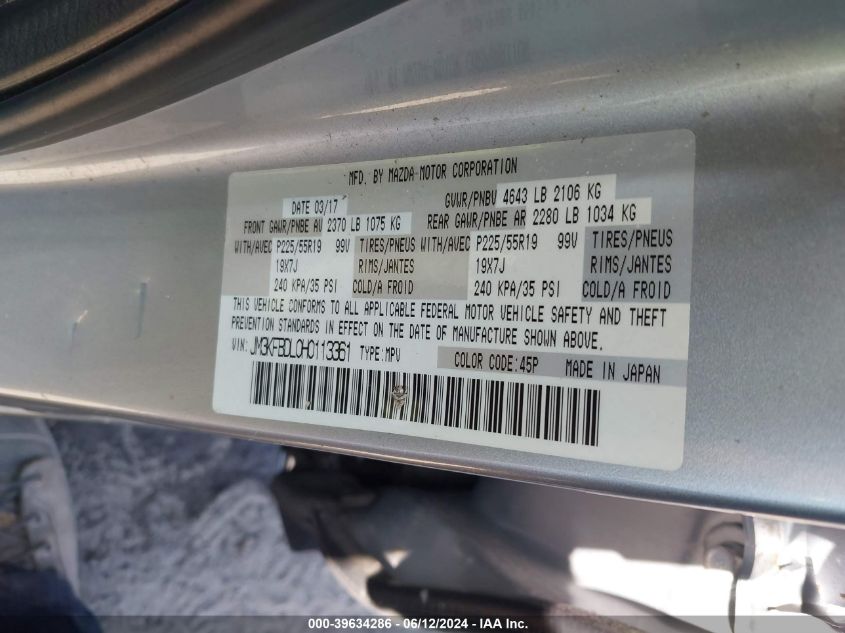 MFD. BY MAZDA MOTOR CORPORATION
DATE 03/17 GVWR/PNBV 4643 LB 2106 KG
FRONT GAWR/PNBE AV 2370 LB 1075 KG REAR GAWR/PNBE AR 2280 LB 1034 KG
WITH/AVEC P225/55R19 99V TIRES/PNEUS WITH/AVEC P225/55R19 99V TIRES/PNEUS
19X7J RIMS/JANTES 19X7J RIMS/JANTES
240 KPA/35 PSI COLD/A FROID 240 KPA/35 PSI COLD/A FROID
THIS VEHICLE CONFORMS TO ALL APPLICABLE FEDERAL MOTOR VEHICLE SAFETY AND THEFT
PREVENTION STANDARDS IN EFFECT ON THE DATE OF MANUFACTURE SHOWN ABOVE.
VIN: JM3KFBDL0H0113361 TYPE:MPV COLOR CODE:45P MADE IN JAPAN
000-39634286 - 06/12/2024 - IAA Inc.